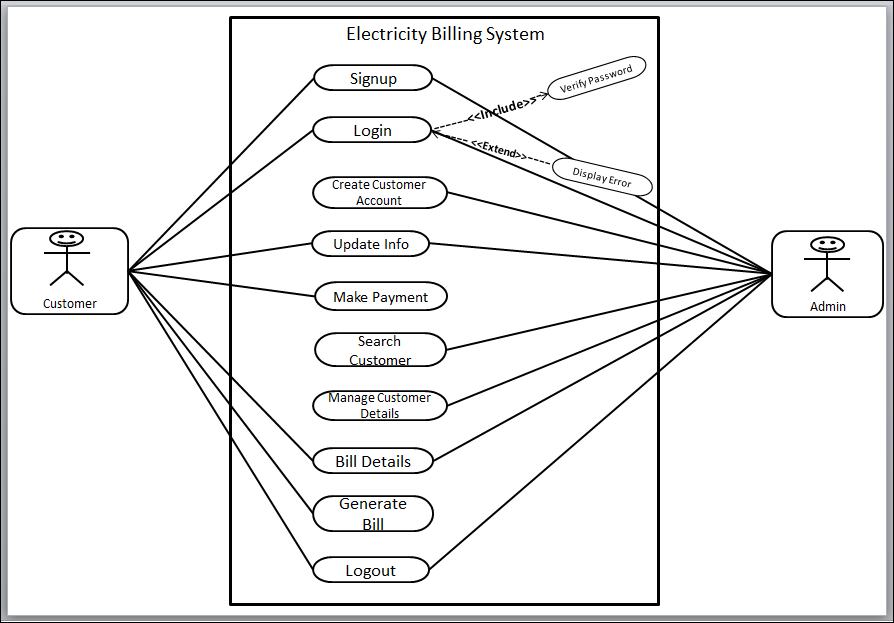 Electricity Billing System
Signup
Verify Password
<<Include>>
Login
<<Extend>>
Display Error
Create Customer
Account
Update Info
Customer
Admin
Make Payment
Search
Customer
Manage Customer
Details
Bill Details
Generate
Bill
Logout